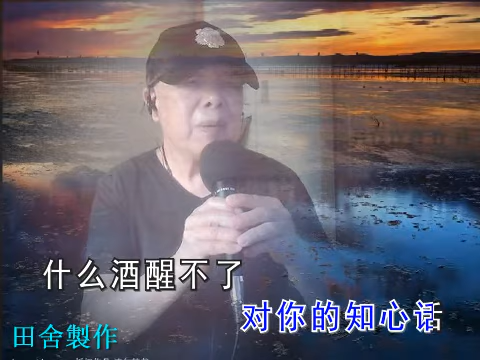 什么酒醒不了
对你的知心话
田舍製作